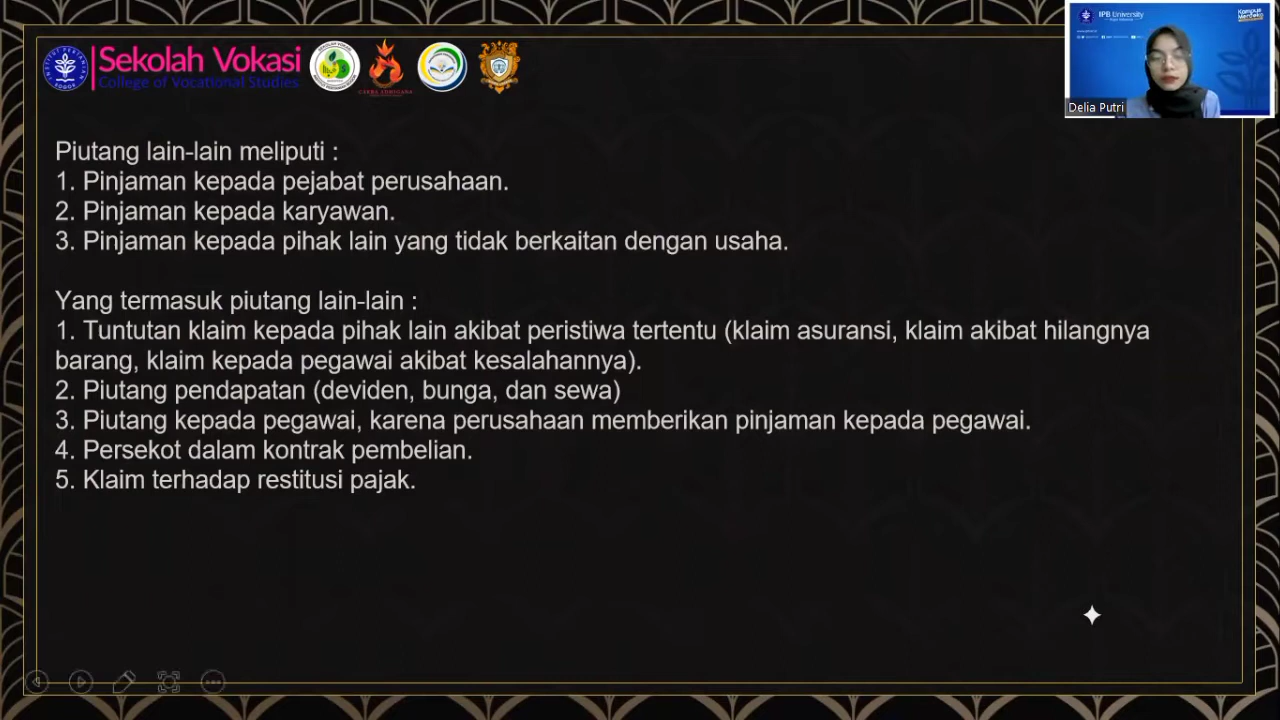 Sekolah Vokasi
College of Vocational Studies
IPB University
Kampus
Merdeka
Delia Putri
Piutang lain-lain meliputi :
1. Pinjaman kepada pejabat perusahaan.
2. Pinjaman kepada karyawan.
3. Pinjaman kepada pihak lain yang tidak berkaitan dengan usaha.
Yang termasuk piutang lain-lain :
1. Tuntutan klaim kepada pihak lain akibat peristiwa tertentu (klaim asuransi, klaim akibat hilangnya
barang, klaim kepada pegawai akibat kesalahannya).
2. Piutang pendapatan (deviden, bunga, dan sewa)
3. Piutang kepada pegawai, karena perusahaan memberikan pinjaman kepada pegawai.
4. Persekot dalam kontrak pembelian.
5. Klaim terhadap restitusi pajak.